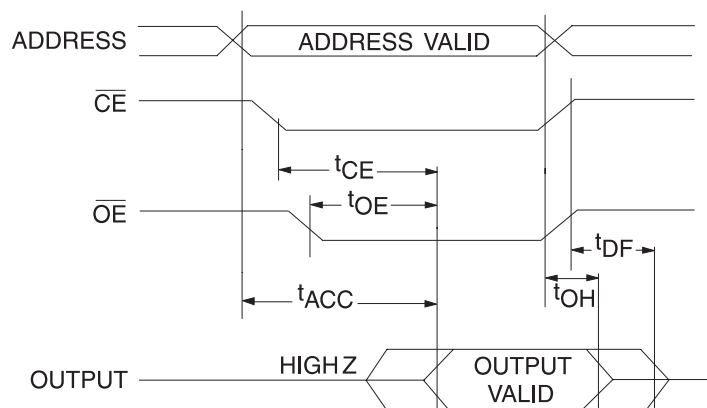 ADDRESS ADDRESS VALID
CE
tCE
OE tOE
tDF
tACC tOH
HIGH Z
OUTPUT OUTPUT VALID